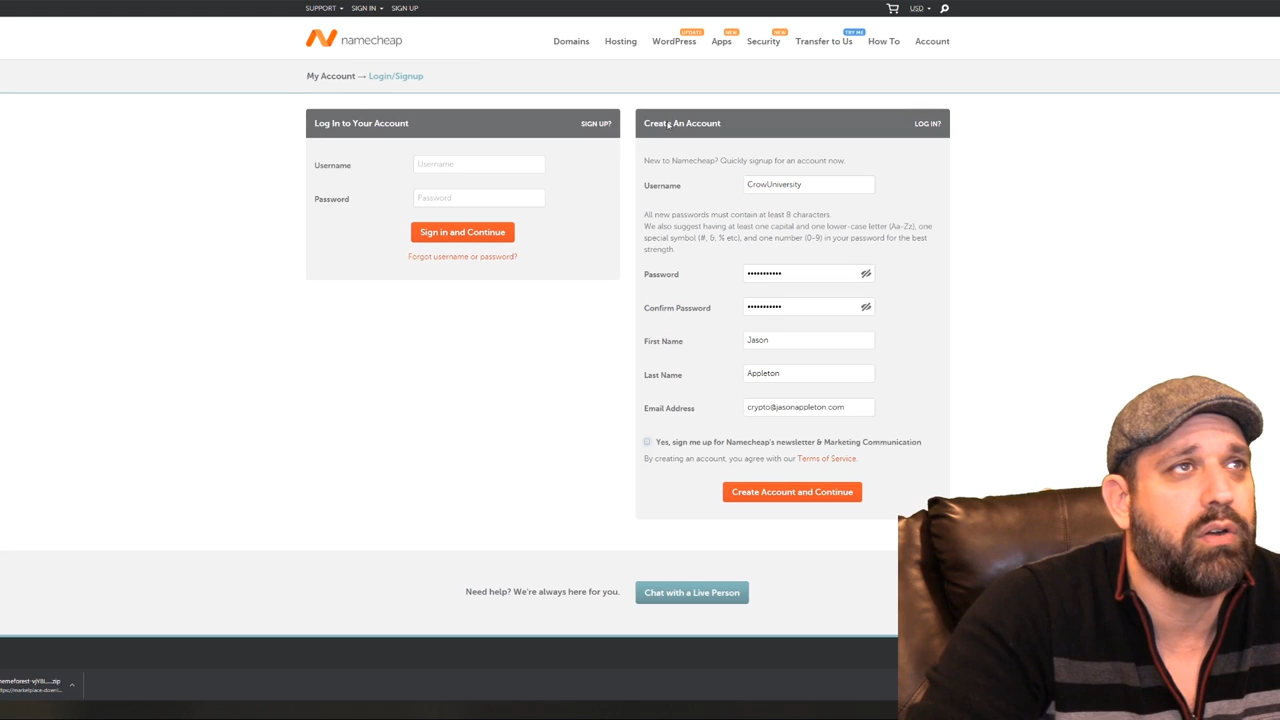 SUPPORT SIGN IN SIGN UP USD
namecheap
Domains Hosting WordPress Apps Security Transfer to Us How To Account
UPDATE NEW NEW TRY ME
My Account → Login/Signup
Log In to Your Account SIGN UP?
Username Username
Password Password
Sign in and Continue
Forgot username or password?
Create An Account LOG IN?
New to Namecheap? Quickly signup for an account now.
Username CrowUniversity
All new passwords must contain at least 8 characters.
We also suggest having at least one capital and one lower-case letter (Aa-Zz), one
special symbol (#, &, % etc), and one number (0-9) in your password for the best
strength.
Password •••••••••••
Confirm Password •••••••••••
First Name Jason
Last Name Appleton
Email Address crypto@jasonappleton.com
Yes, sign me up for Namecheap's newsletter & Marketing Communication
By creating an account, you agree with our Terms of Service.
Create Account and Continue
Need help? We're always here for you. Chat with a Live Person